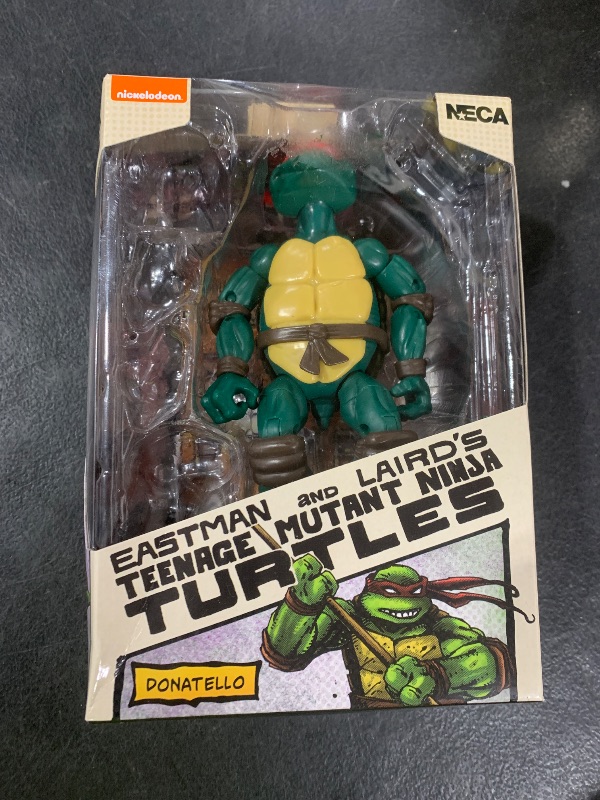 nickelodeon.
NECA
EASTMAN AND LAIRD'S
TEENAGE MUTANT NINJA
TURTLES
DONATELLO